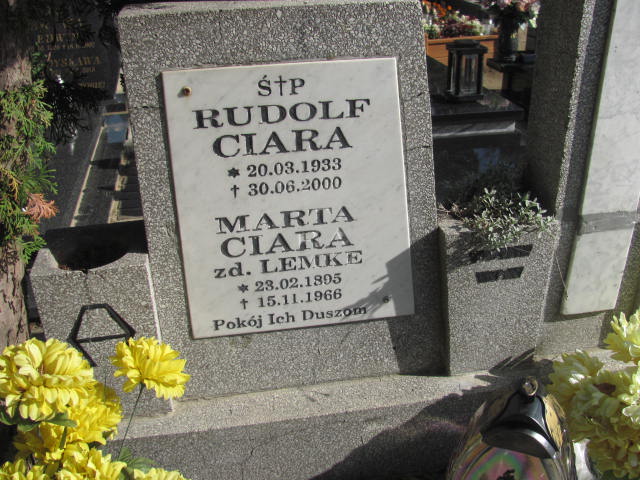 Ś†P
RUDOLF
CIARA
* 20.03.1933
† 30.06.2000
MARTA
CIARA
zd. LEMKE
* 23.02.1895
† 15.11.1966
Pokój Ich Duszom
A